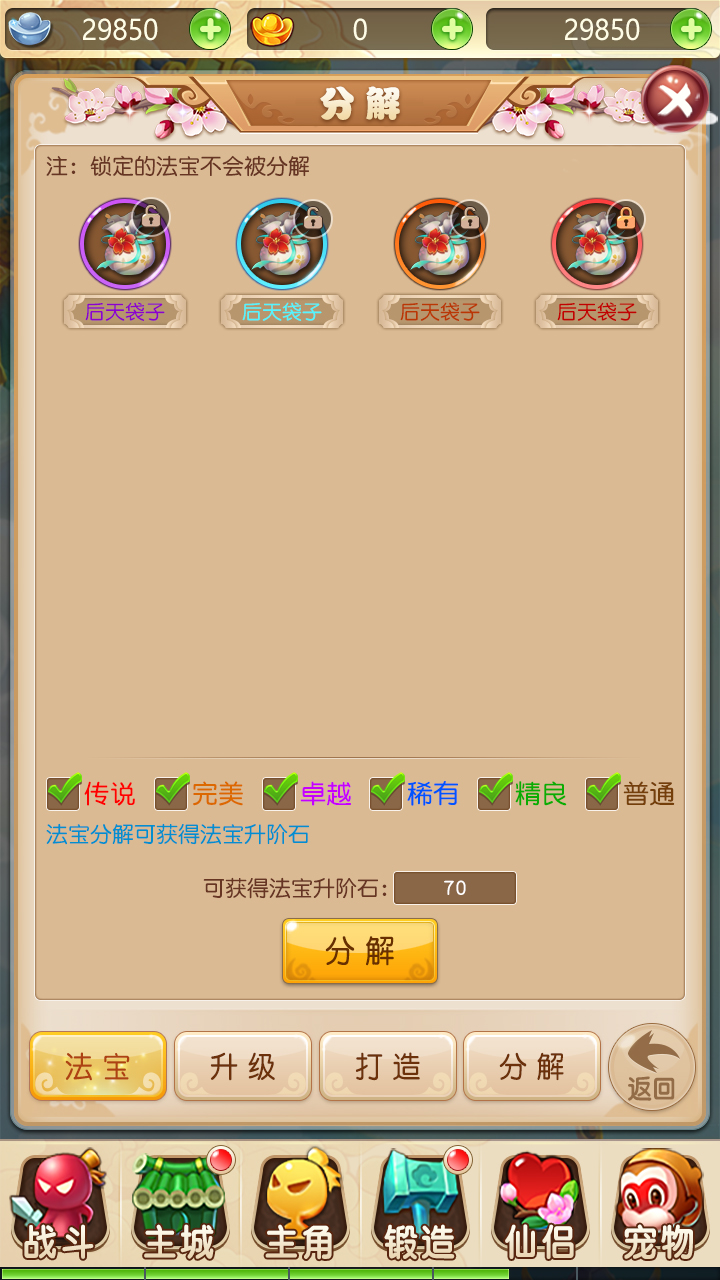 29850 0 29850
分解
注：锁定的法宝不会被分解
后天袋子 后天袋子 后天袋子 后天袋子
传说 完美 卓越 稀有 精良 普通
法宝分解可获得法宝升阶石
可获得法宝升阶石: 70
分解
法宝 升级 打造 分解 返回
战斗 主城 主角 锻造 仙侣 宠物